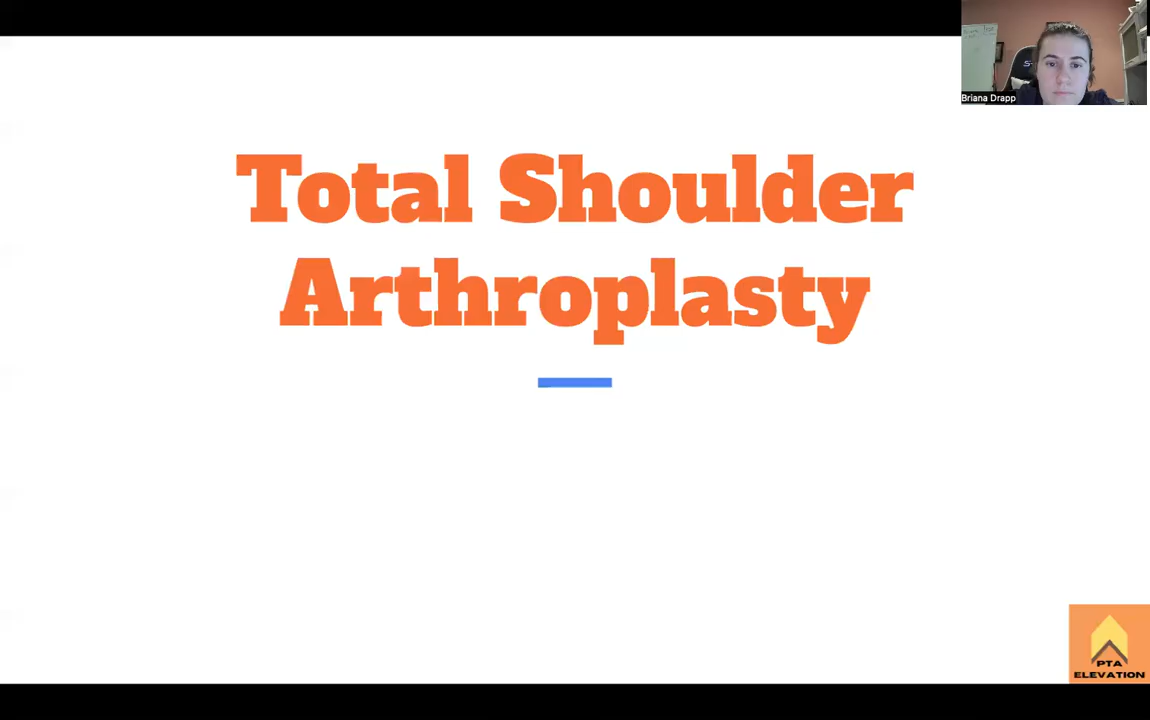 Briana Drapp
Total Shoulder
Arthroplasty
PTA
ELEVATION